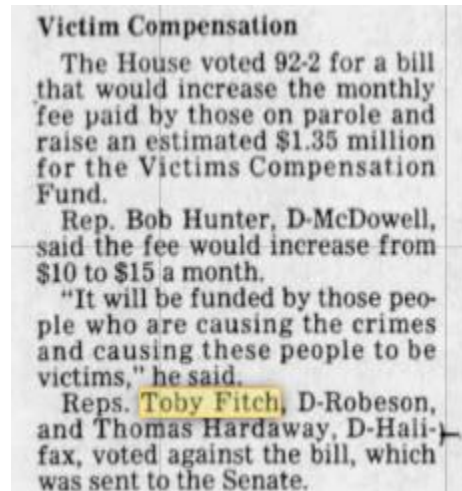 Victim Compensation
The House voted 92-2 for a bill
that would increase the monthly
fee paid by those on parole and
raise an estimated $1.35 million
for the Victims Compensation
Fund.
Rep. Bob Hunter, D-McDowell,
said the fee would increase from
$10 to $15 a month.
"It will be funded by those peo-
ple who are causing the crimes
and causing these people to be
victims," he said.
Reps. Toby Fitch, D-Robeson,
and Thomas Hardaway, D-Hali-
fax, voted against the bill, which
was sent to the Senate.